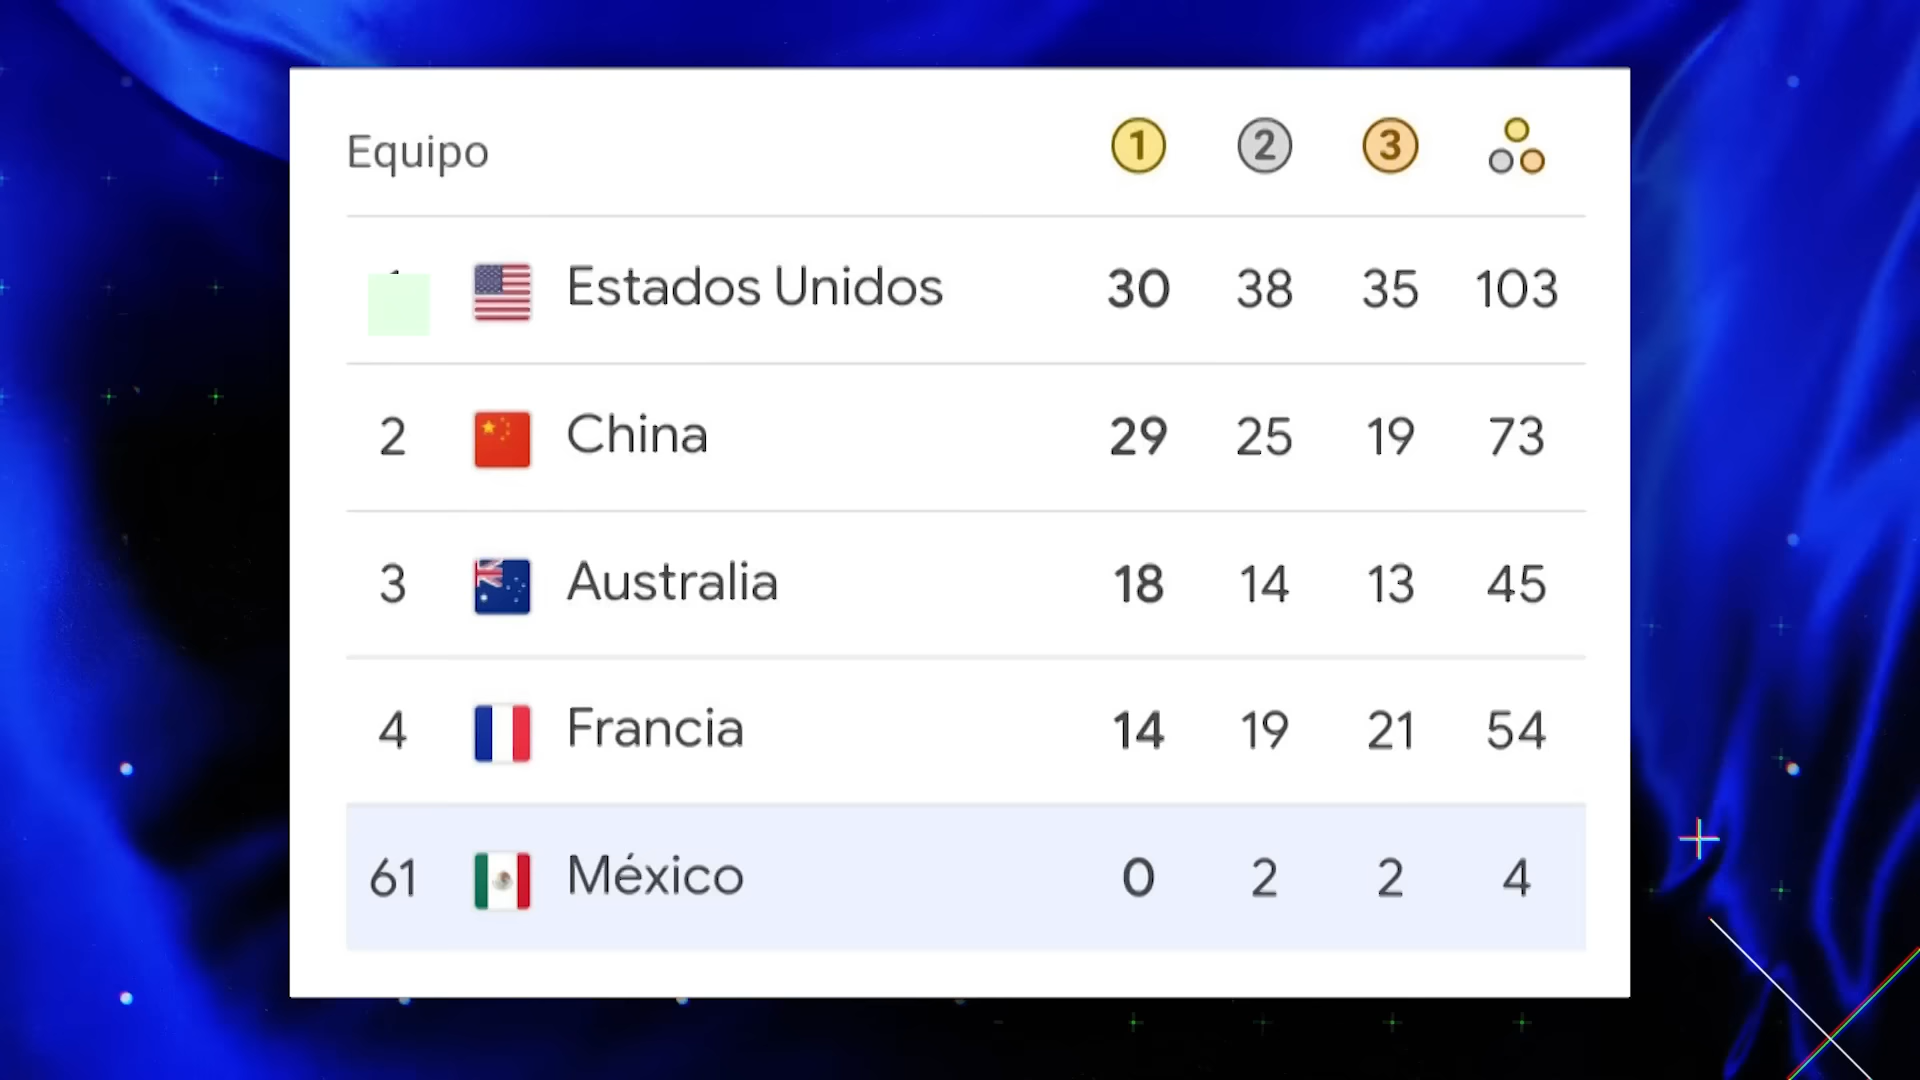 Equipo 1 2 3
Estados Unidos 30 38 35 103
2 China 29 25 19 73
3 Australia 18 14 13 45
4 Francia 14 19 21 54
61 México 0 2 2 4